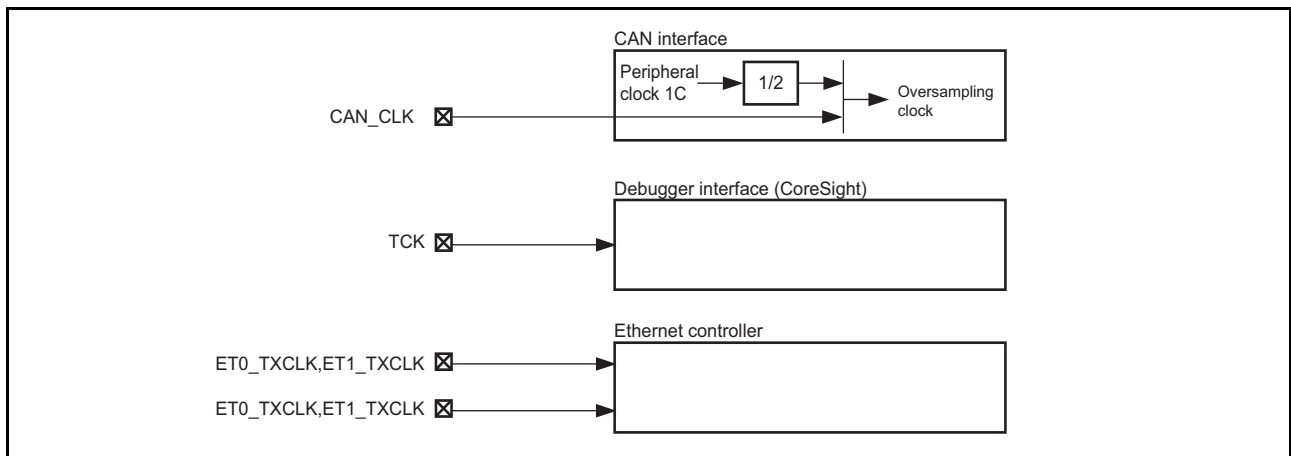 CAN interface
Peripheral
clock 1C
1/2
Oversampling
clock
CAN_CLK
Debugger interface (CoreSight)
TCK
Ethernet controller
ET0_TXCLK,ET1_TXCLK
ET0_TXCLK,ET1_TXCLK